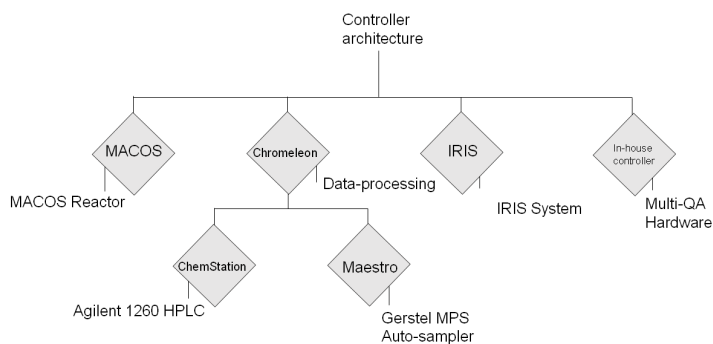 Controller
architecture
MACOS
Chromeleon
IRIS
In-house
controller
MACOS Reactor
Data-processing
IRIS System
Multi-QA
Hardware
ChemStation
Maestro
Agilent 1260 HPLC
Gerstel MPS
Auto-sampler